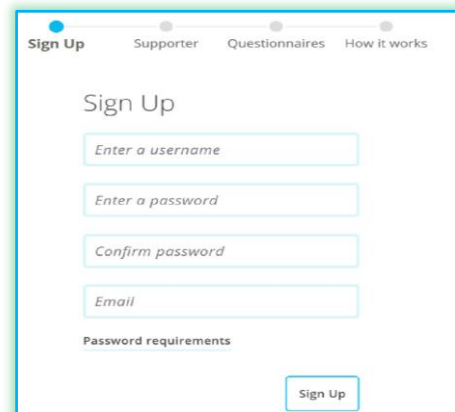 Sign Up Supporter Questionnaires How it works
Sign Up
Enter a username
Enter a password
Confirm password
Email
Password requirements
Sign Up